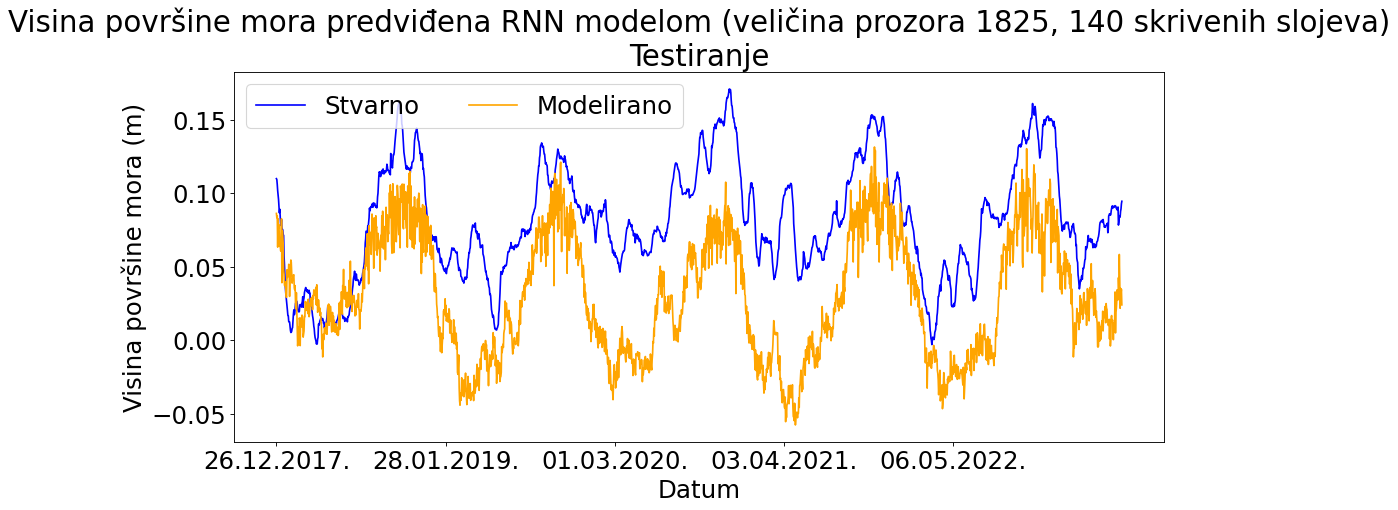 Visina površine mora predviđena RNN modelom (veličina prozora 1825, 140 skrivenih slojeva)
Testiranje
Stvarno Modelirano
Visina površine mora (m)
0.15
0.10
0.05
0.00
−0.05
26.12.2017. 28.01.2019. 01.03.2020. 03.04.2021. 06.05.2022.
Datum